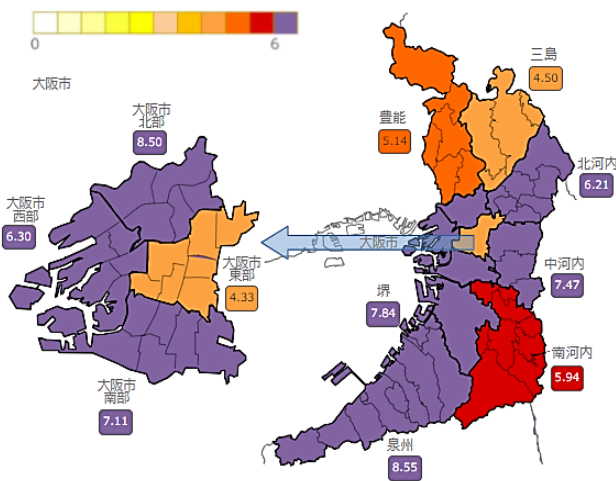 0
6
大阪市
大阪市
北部
8.50
大阪市
西部
6.30
大阪市
東部
4.33
大阪市
南部
7.11
三島
4.50
豊能
5.14
北河内
6.21
大阪市
中河内
7.47
堺
7.84
南河内
5.94
泉州
8.55